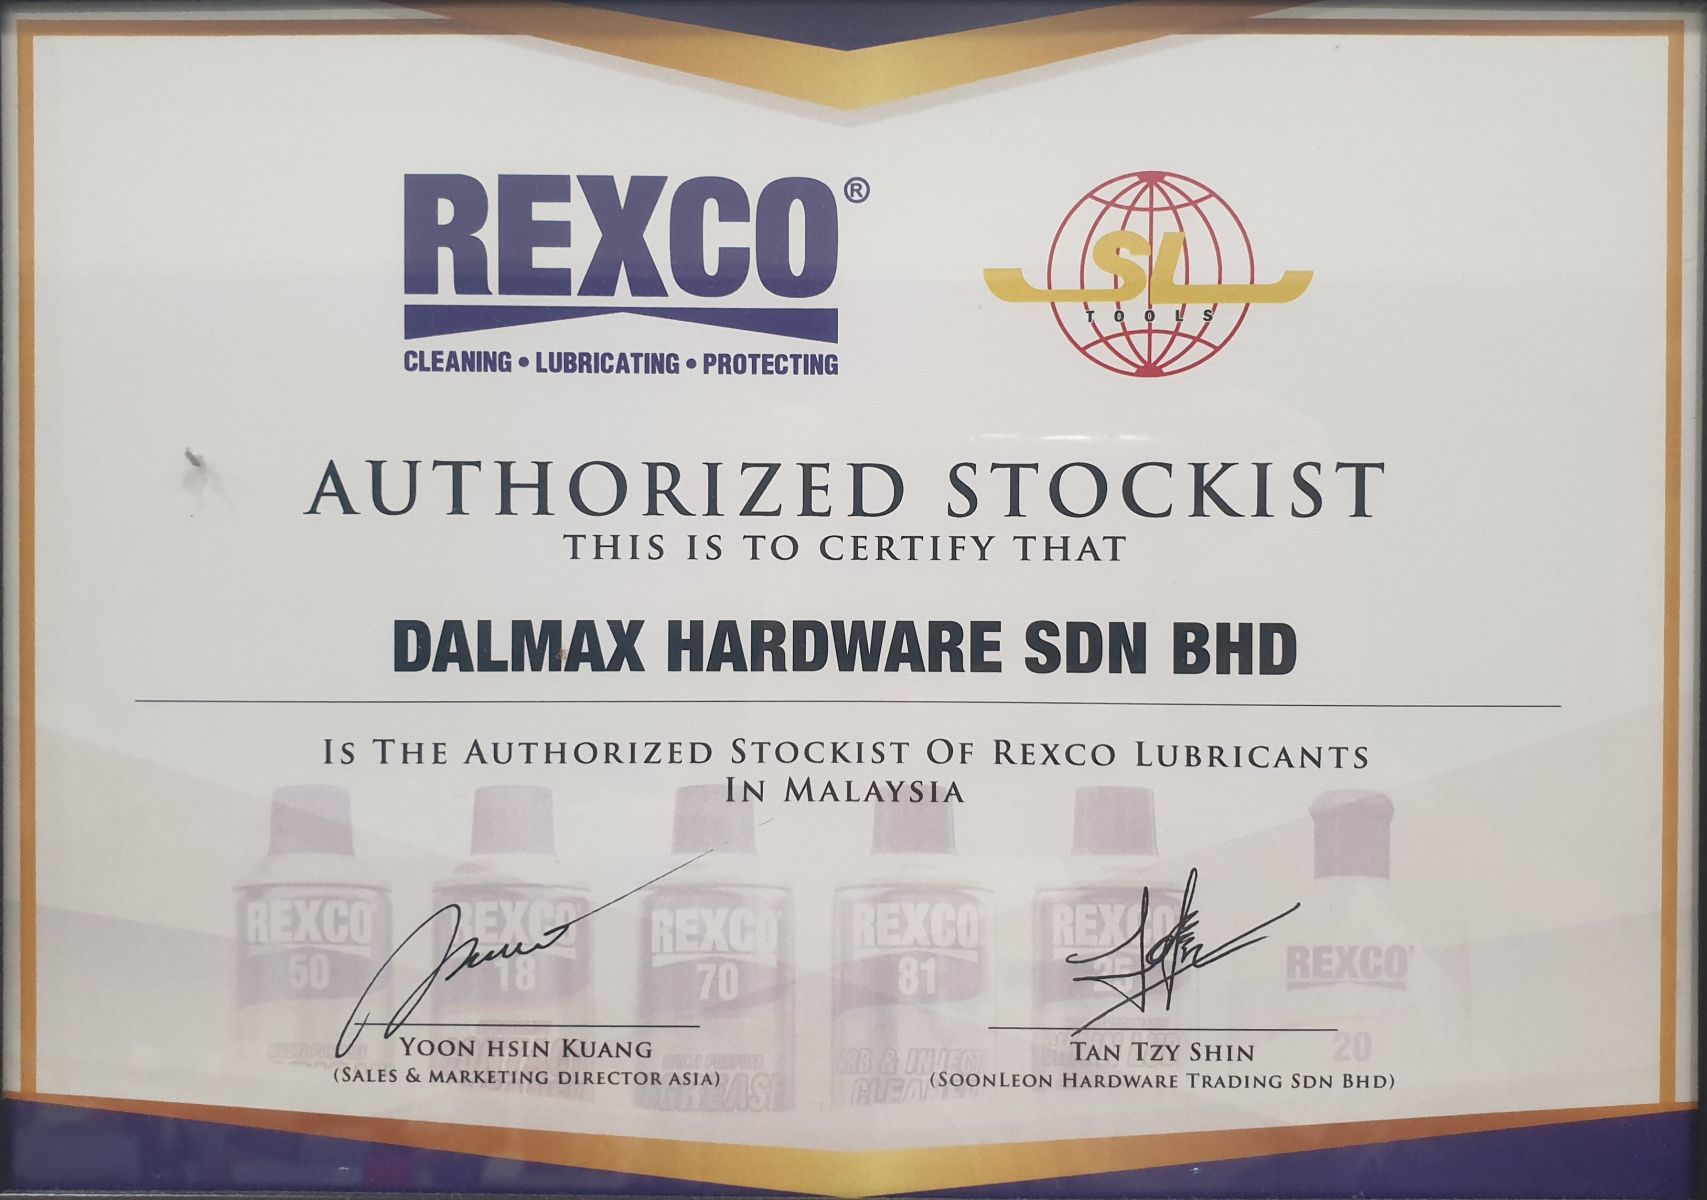 REXCO®
CLEANING • LUBRICATING • PROTECTING
SL
TOOLS
AUTHORIZED STOCKIST
THIS IS TO CERTIFY THAT
DALMAX HARDWARE SDN BHD
IS THE AUTHORIZED STOCKIST OF REXCO LUBRICANTS
IN MALAYSIA
REXCO 50
REXCO 18
REXCO 70
REXCO 81
REXCO 25
REXCO 20
YOON HSIN KUANG
(SALES & MARKETING DIRECTOR ASIA)
TAN TZY SHIN
(SOONLEON HARDWARE TRADING SDN BHD)